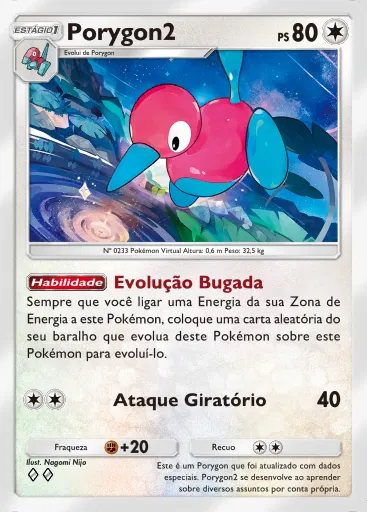 ESTÁGIO 1
Porygon2
PS 80
Evolui de Porygon
Nº 0233 Pokémon Virtual Altura: 0,6 m Peso: 32,5 kg
Habilidade Evolução Bugada
Sempre que você ligar uma Energia da sua Zona de
Energia a este Pokémon, coloque uma carta aleatória do
seu baralho que evolua deste Pokémon sobre este
Pokémon para evoluí-lo.
Ataque Giratório 40
Fraqueza +20
Recuo
Ilust. Nagomi Nijo
Este é um Porygon que foi atualizado com dados
especiais. Porygon2 se desenvolve ao aprender
sobre diversos assuntos por conta própria.